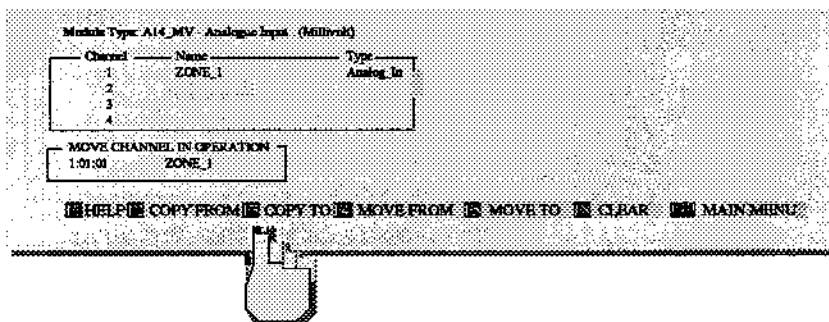 Module Type: AI4_MV - Analogue Input (Millivolt)
Channel Name Type
1 ZONE_1 Analog_In
2
3
4
MOVE CHANNEL IN OPERATION
1:01:01 ZONE_1
HELP COPY FROM COPY TO MOVE FROM MOVE TO CLEAR MAIN MENU